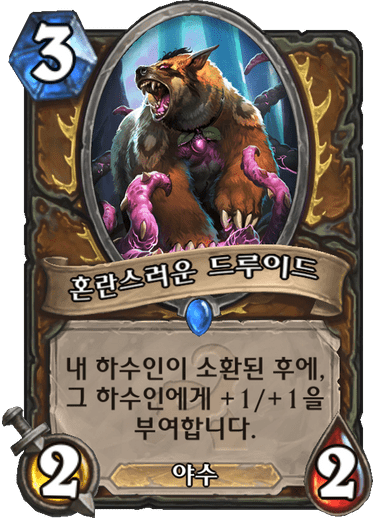 3
혼란스러운 드루이드
내 하수인이 소환된 후에,
그 하수인에게 +1/+1을
부여합니다.
2
야수
2